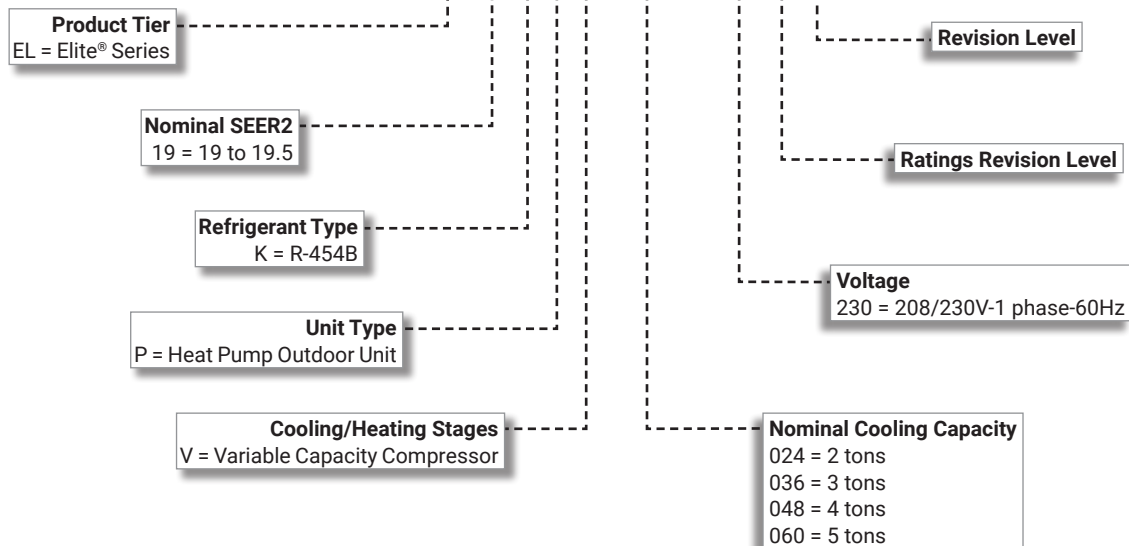 Product Tier
EL = Elite® Series
Revision Level
Nominal SEER2
19 = 19 to 19.5
Ratings Revision Level
Refrigerant Type
K = R-454B
Voltage
230 = 208/230V-1 phase-60Hz
Unit Type
P = Heat Pump Outdoor Unit
Cooling/Heating Stages
V = Variable Capacity Compressor
Nominal Cooling Capacity
024 = 2 tons
036 = 3 tons
048 = 4 tons
060 = 5 tons